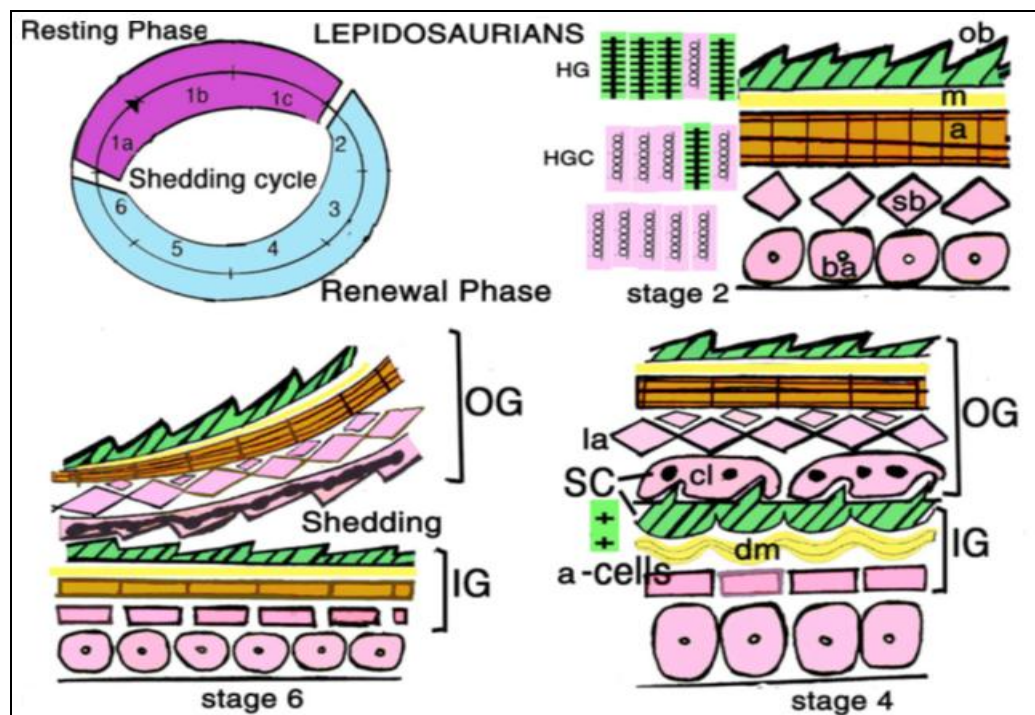 Resting Phase
LEPIDOSAURIANS
1a
1b
1c
2
3
4
5
6
Shedding cycle
Renewal Phase
HG
HGC
ob
m
a
sb
ba
stage 2
OG
Shedding
IG
stage 6
la
SC
cl
OG
+
+
dm
IG
a-cells
stage 4